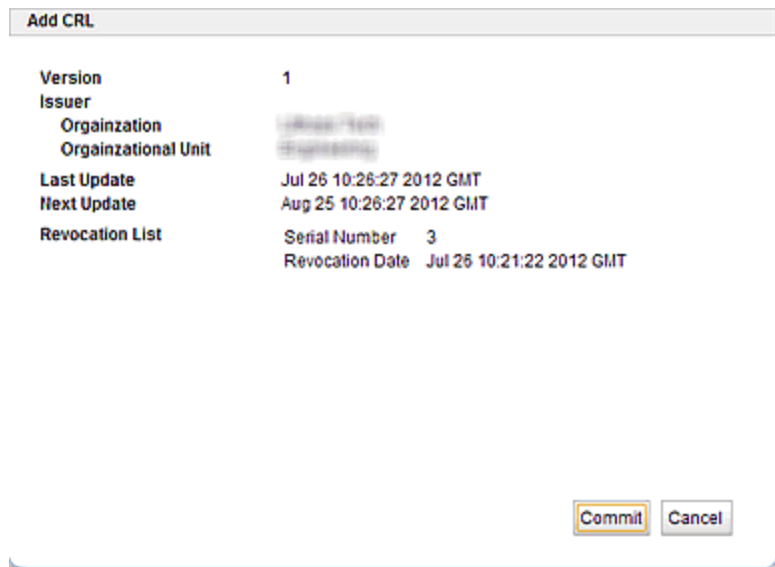 Add CRL
Version 1
Issuer
Orgainzation
Orgainzational Unit
Last Update Jul 26 10:26:27 2012 GMT
Next Update Aug 25 10:26:27 2012 GMT
Revocation List Serial Number 3
Revocation Date Jul 26 10:21:22 2012 GMT
Commit Cancel